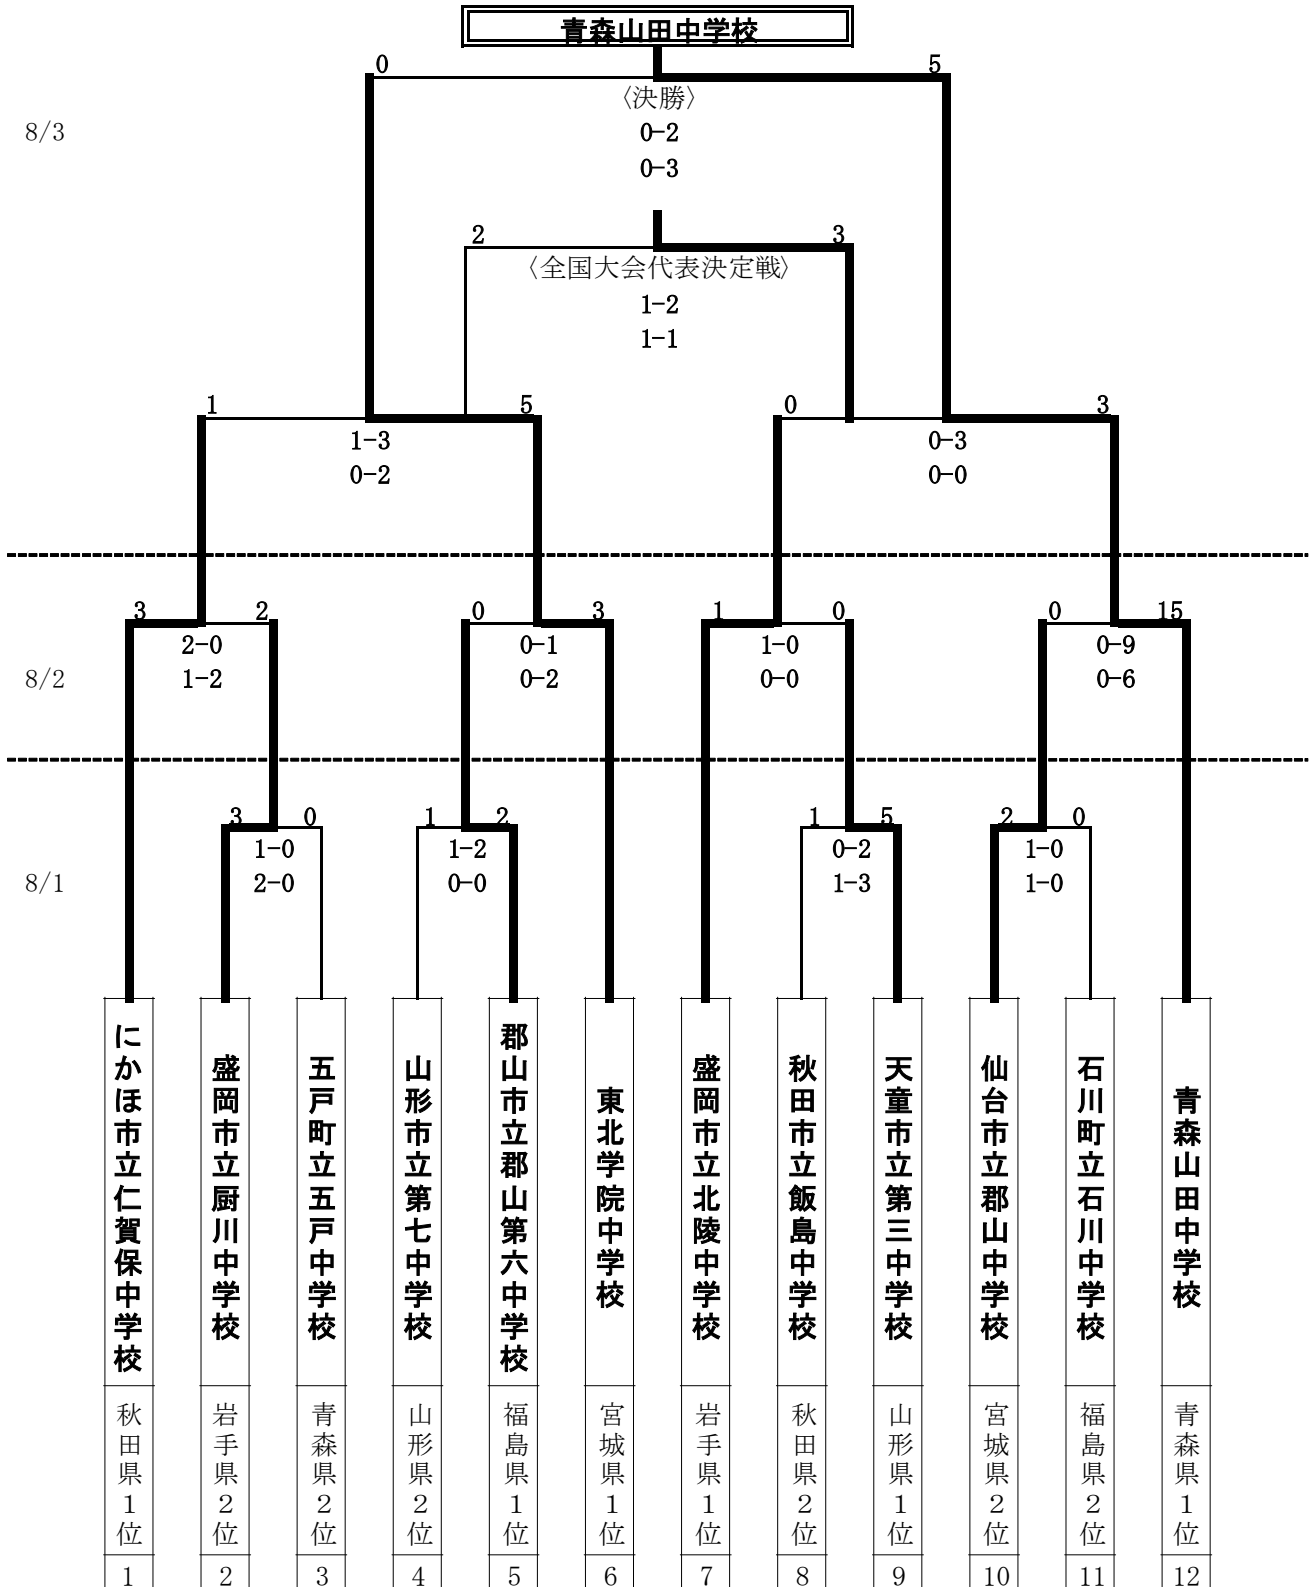 青森山田中学校
0 5
〈決勝〉
8/3 0-2
0-3
2 3
〈全国大会代表決定戦〉
1-2
1-1
1 5 0 3
1-3 0-3
0-2 0-0
3 2 0 3 1 0 0 15
2-0 0-1 1-0 0-9
8/2 1-2 0-2 0-0 0-6
3 0 1 2 1 5 2 0
1-0 1-2 0-2 1-0
8/1 2-0 0-0 1-3 1-0
にかほ市立仁賀保中学校
秋田県1位
1
盛岡市立厨川中学校
岩手県2位
2
五戸町立五戸中学校
青森県2位
3
山形市立第七中学校
山形県2位
4
郡山市立郡山第六中学校
福島県1位
5
東北学院中学校
宮城県1位
6
盛岡市立北陵中学校
岩手県1位
7
秋田市立飯島中学校
秋田県2位
8
天童市立第三中学校
山形県1位
9
仙台市立郡山中学校
宮城県2位
10
石川町立石川中学校
福島県2位
11
青森山田中学校
青森県1位
12